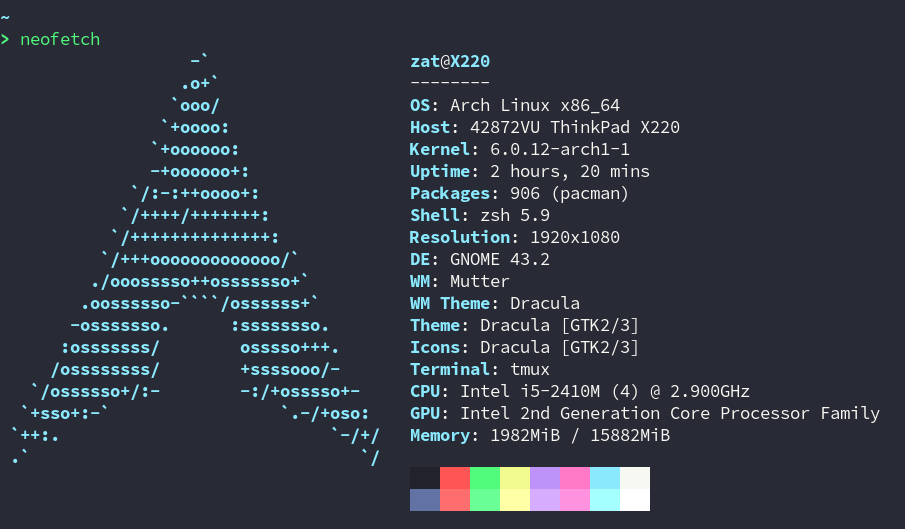 ~
> neofetch
                  -`
                 .o+`
                `ooo/
               `+oooo:
              `+oooooo:
              -+oooooo+:
            `/:-:++oooo+:
           `/++++/+++++++:
          `/++++++++++++++:
         `/+++ooooooooooooo/`
        ./ooosssso++osssssso+`
       .oossssso-````/ossssss+`
      -osssssso.      :ssssssso.
     :osssssss/        osssso+++.
    /ossssssss/        +ssssooo/-
  `/ossssso+/:-        -:/+osssso+-
 `+sso+:-`                 `.-/+oso:
`++:.                           `-/+/
.`                                 `/
zat@X220
--------
OS: Arch Linux x86_64
Host: 42872VU ThinkPad X220
Kernel: 6.0.12-arch1-1
Uptime: 2 hours, 20 mins
Packages: 906 (pacman)
Shell: zsh 5.9
Resolution: 1920x1080
DE: GNOME 43.2
WM: Mutter
WM Theme: Dracula
Theme: Dracula [GTK2/3]
Icons: Dracula [GTK2/3]
Terminal: tmux
CPU: Intel i5-2410M (4) @ 2.900GHz
GPU: Intel 2nd Generation Core Processor Family
Memory: 1982MiB / 15882MiB